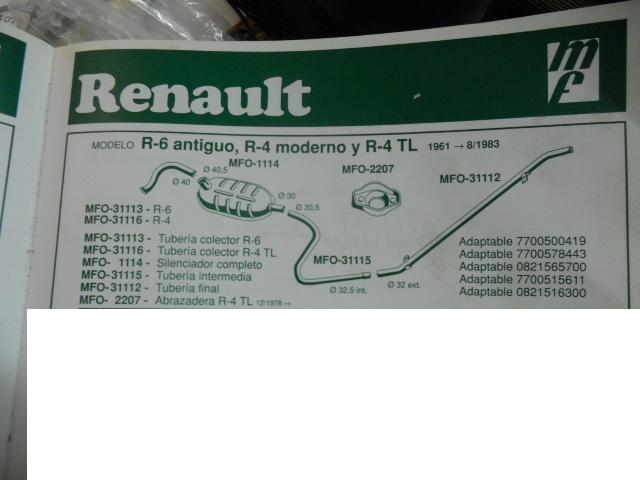 Renault
mf
MODELO R-6 antiguo, R-4 moderno y R-4 TL 1961 → 8/1983
Ø 40,5
MFO-1114
MFO-2207
MFO-31112
Ø 40
Ø 30
Ø 30,5
MFO-31113 - R-6
MFO-31116 - R-4
MFO-31113 - Tubería colector R-6
MFO-31116 - Tubería colector R-4 TL
MFO- 1114 - Silenciador completo
MFO-31115 - Tubería intermedia
MFO-31112 - Tubería final
MFO- 2207 - Abrazadera R-4 TL 12/1978 →
MFO-31115
Ø 32,5 int.
Ø 32 ext.
Adaptable 7700500419
Adaptable 7700578443
Adaptable 0821565700
Adaptable 7700515611
Adaptable 0821516300